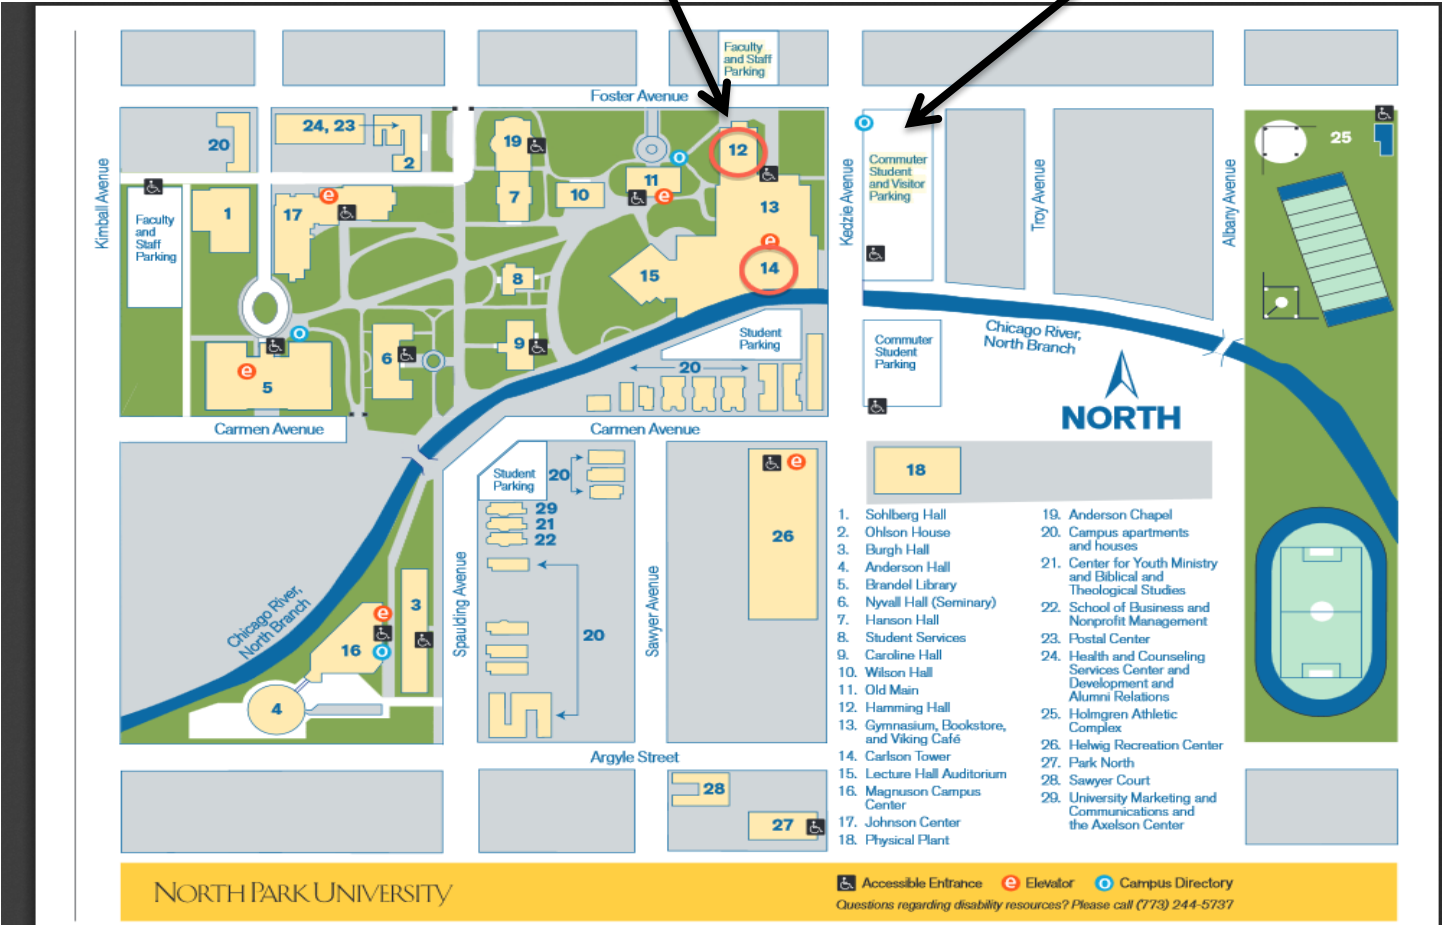 Faculty
and Staff
Parking
Foster Avenue
24, 23
20
2
19
12
Kimball Avenue
1
17
7
10
11
13
Kedzie Avenue
Commuter
Student
and Visitor
Parking
Troy Avenue
Albany Avenue
25
Faculty
and
Staff
Parking
8
15
14
9
6
5
Student
Parking
20
Commuter
Student
Parking
Chicago River,
North Branch
NORTH
Carmen Avenue
Carmen Avenue
Student
Parking
20
29
21
22
26
18
Chicago River,
North Branch
3
16
4
Spaulding Avenue
20
Sawyer Avenue
1. Sohlberg Hall
2. Ohlson House
3. Burgh Hall
4. Anderson Hall
5. Brandel Library
6. Nyvall Hall (Seminary)
7. Hanson Hall
8. Student Services
9. Caroline Hall
10. Wilson Hall
11. Old Main
12. Hamming Hall
13. Gymnasium, Bookstore,
and Viking Café
14. Carlson Tower
15. Lecture Hall Auditorium
16. Magnuson Campus
Center
17. Johnson Center
18. Physical Plant
19. Anderson Chapel
20. Campus apartments
and houses
21. Center for Youth Ministry
and Biblical and
Theological Studies
22. School of Business and
Nonprofit Management
23. Postal Center
24. Health and Counseling
Services Center and
Development and
Alumni Relations
25. Holmgren Athletic
Complex
26. Helwig Recreation Center
27. Park North
28. Sawyer Court
29. University Marketing and
Communications and
the Axelson Center
Argyle Street
28
27
NORTH PARK UNIVERSITY
Accessible Entrance e Elevator o Campus Directory
Questions regarding disability resources? Please call (773) 244-5737